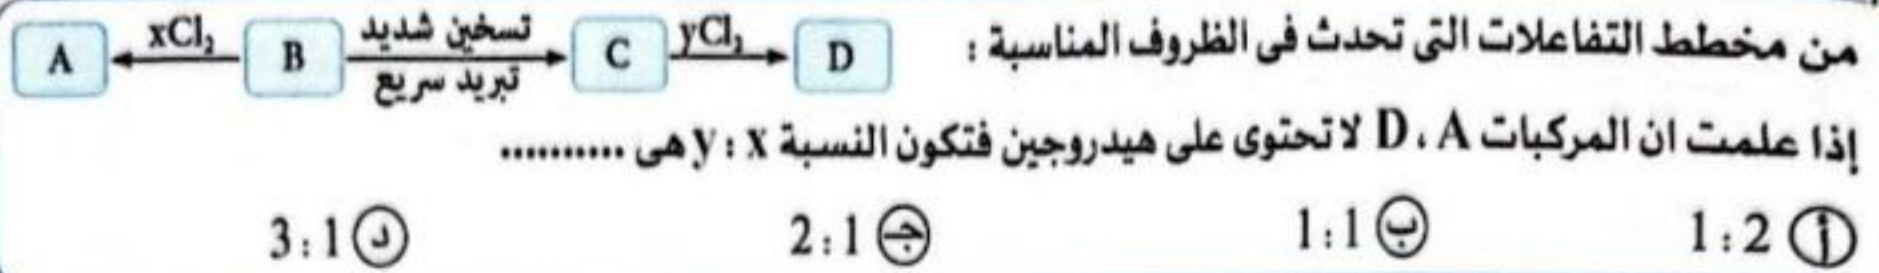 من مخطط التفاعلات التى تحدث فى الظروف المناسبة :
A xCl₂ B تسخين شديد تبريد سريع C yCl₂ D
إذا علمت ان المركبات D ، A لا تحتوى على هيدروجين فتكون النسبة y : x هى ..........
أ 1 : 2 ب 1 : 1 جـ 2 : 1 د 3 : 1